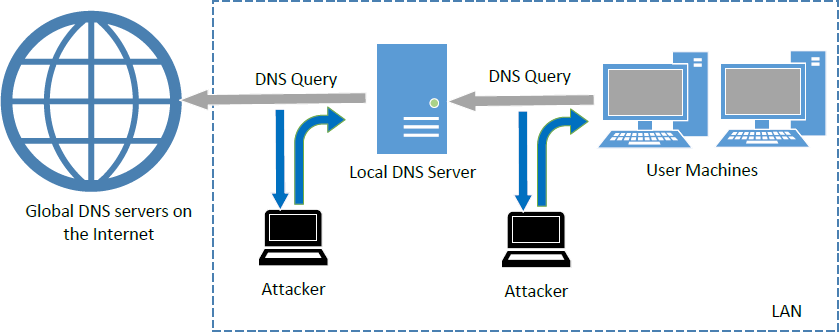 DNS Query
DNS Query
Local DNS Server
User Machines
Global DNS servers on
the Internet
Attacker
Attacker
LAN